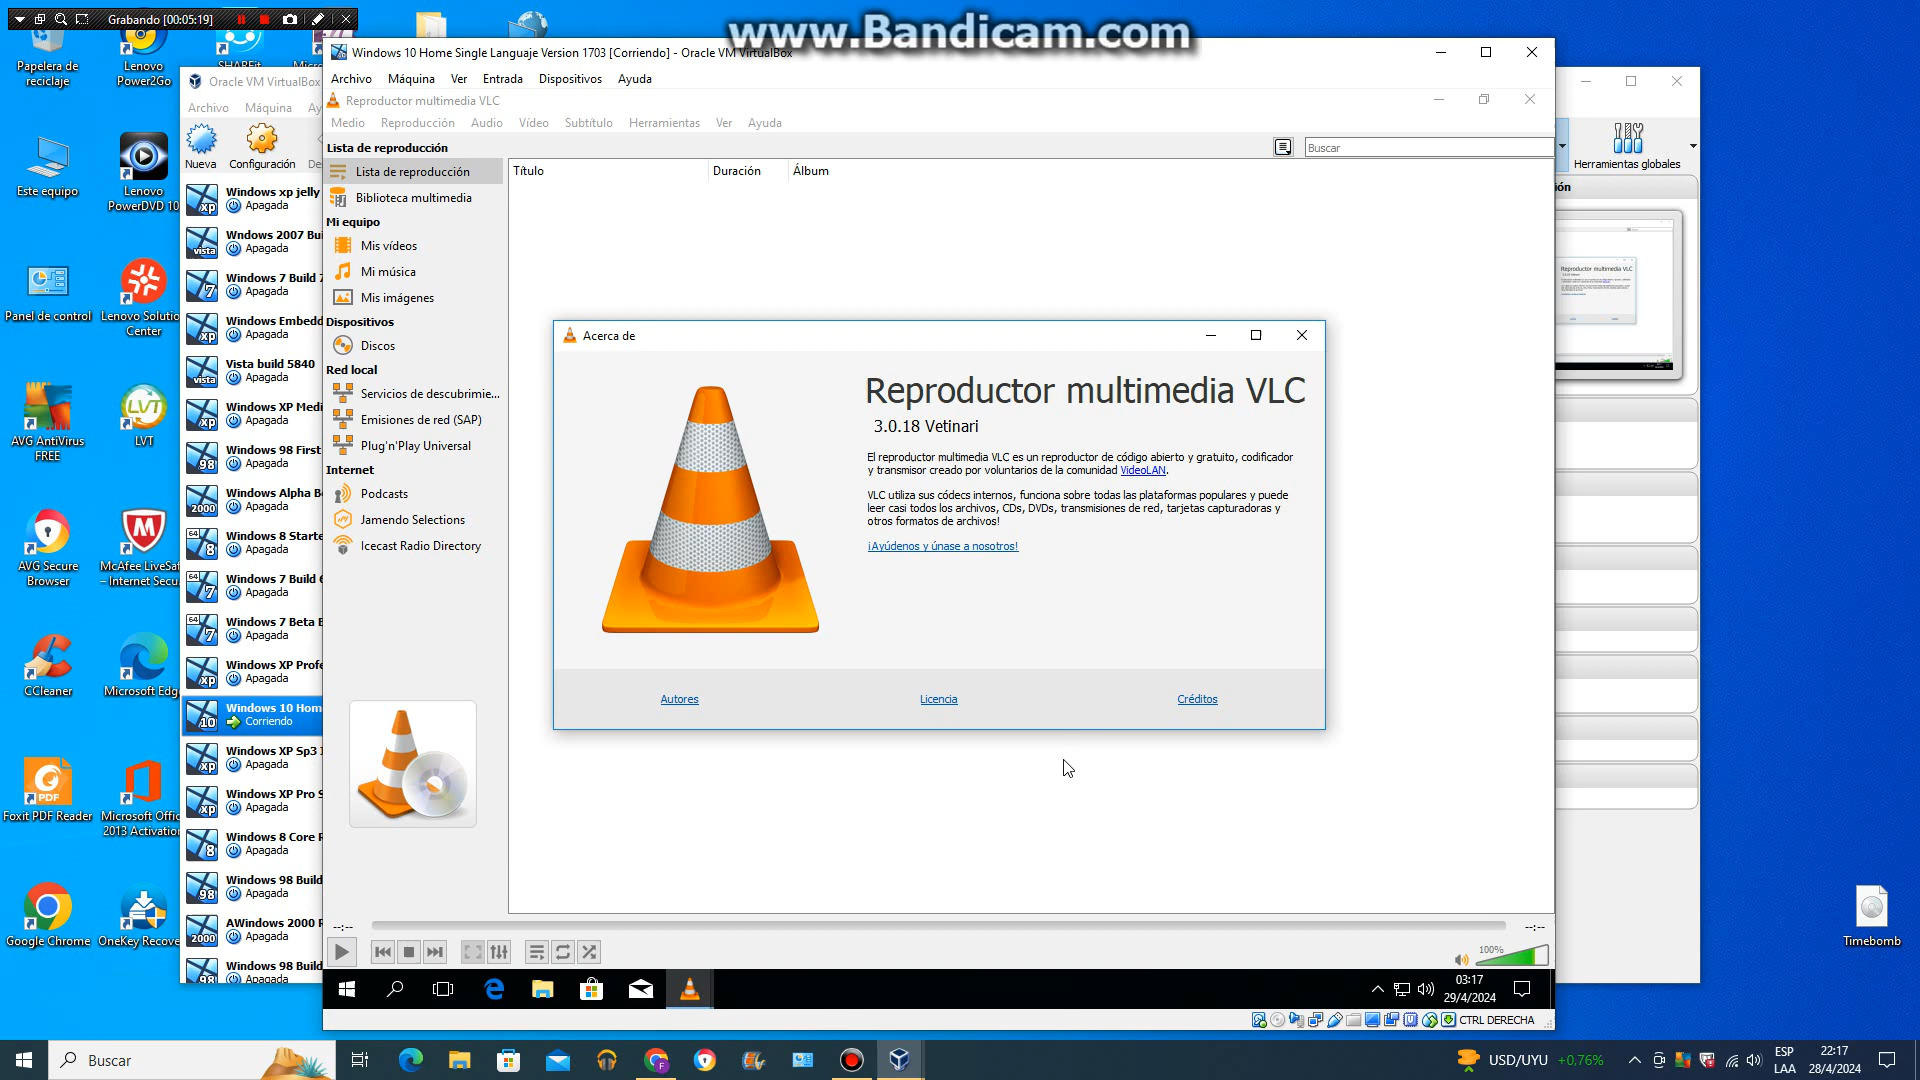 Grabando [00:05:19]
www.Bandicam.com
Papelera de
reciclaje
Lenovo
Power2Go
SHAREit
Este equipo
Lenovo
PowerDVD 10
Panel de control
Lenovo Solutio
Center
AVG AntiVirus
FREE
LVT
AVG Secure
Browser
McAfee LiveSaf
– Internet Secu
CCleaner
Microsoft Edge
Foxit PDF Reader
Microsoft Offic
2013 Activation
Google Chrome
OneKey Recove
Timebomb
Oracle VM VirtualBox
Archivo
Máquina
Ay
Nueva
Configuración
De
Windows xp jelly
Apagada
Wndows 2007 Bui
Apagada
Windows 7 Build 7
Apagada
Windows Embedd
Apagada
Vista build 5840
Apagada
Windows XP Medi
Apagada
Windows 98 First
Apagada
Windows Alpha B
Apagada
Windows 8 Starte
Apagada
Windows 7 Build 6
Apagada
Windows 7 Beta B
Apagada
Windows XP Profe
Apagada
Windows 10 Hom
Corriendo
Windows XP Sp3 I
Apagada
Windows XP Pro S
Apagada
Windows 8 Core R
Apagada
Windows 98 Build
Apagada
AWindows 2000 R
Apagada
Windows 98 Build
Herramientas globales
ión
Windows 10 Home Single Languaje Version 1703 [Corriendo] - Oracle VM VirtualBox
Archivo Máquina Ver Entrada Dispositivos Ayuda
Reproductor multimedia VLC
Medio Reproducción Audio Vídeo Subtítulo Herramientas Ver Ayuda
Lista de reproducción
Buscar
Lista de reproducción
Biblioteca multimedia
Mi equipo
Mis vídeos
Mi música
Mis imágenes
Dispositivos
Discos
Red local
Servicios de descubrimie...
Emisiones de red (SAP)
Plug'n'Play Universal
Internet
Podcasts
Jamendo Selections
Icecast Radio Directory
Título Duración Álbum
Acerca de
Reproductor multimedia VLC
3.0.18 Vetinari
El reproductor multimedia VLC es un reproductor de código abierto y gratuito, codificador
y transmisor creado por voluntarios de la comunidad VideoLAN.
VLC utiliza sus códecs internos, funciona sobre todas las plataformas populares y puede
leer casi todos los archivos, CDs, DVDs, transmisiones de red, tarjetas capturadoras y
otros formatos de archivos!
¡Ayúdenos y únase a nosotros!
Autores Licencia Créditos
--:-- --:--
100%
03:17
29/4/2024
CTRL DERECHA
Buscar
USD/UYU +0,76%
ESP
LAA
22:17
28/4/2024